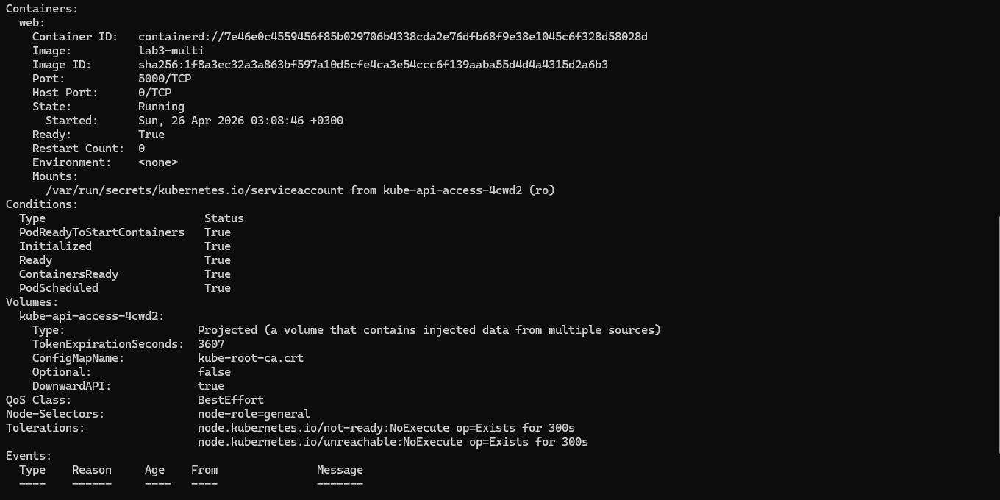 Containers:
  web:
    Container ID:   containerd://7e46e0c4559456f85b029706b4338cda2e76dfb68f9e38e1045c6f328d58028d
    Image:          lab3-multi
    Image ID:       sha256:1f8a3ec32a3a863bf597a10d5cfe4ca3e54ccc6f139aaba55d4d4a4315d2a6b3
    Port:           5000/TCP
    Host Port:      0/TCP
    State:          Running
      Started:      Sun, 26 Apr 2026 03:08:46 +0300
    Ready:          True
    Restart Count:  0
    Environment:    <none>
    Mounts:
      /var/run/secrets/kubernetes.io/serviceaccount from kube-api-access-4cwd2 (ro)
Conditions:
  Type                        Status
  PodReadyToStartContainers   True
  Initialized                 True
  Ready                       True
  ContainersReady             True
  PodScheduled                True
Volumes:
  kube-api-access-4cwd2:
    Type:                    Projected (a volume that contains injected data from multiple sources)
    TokenExpirationSeconds:  3607
    ConfigMapName:           kube-root-ca.crt
    Optional:                false
    DownwardAPI:             true
QoS Class:                   BestEffort
Node-Selectors:              node-role=general
Tolerations:                 node.kubernetes.io/not-ready:NoExecute op=Exists for 300s
                             node.kubernetes.io/unreachable:NoExecute op=Exists for 300s
Events:
  Type    Reason     Age   From               Message
  ----    ------     ----  ----               -------